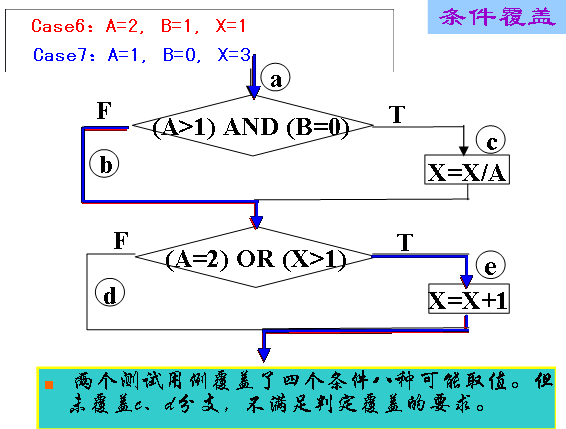 条件覆盖
Case6：A=2, B=1, X=1
Case7：A=1, B=0, X=3
a
F
(A>1) AND (B=0)
T
b
c
X=X/A
F
(A=2) OR (X>1)
T
d
e
X=X+1
两个测试用例覆盖了四个条件八种可能取值。但
未覆盖c、d分支，不满足判定覆盖的要求。